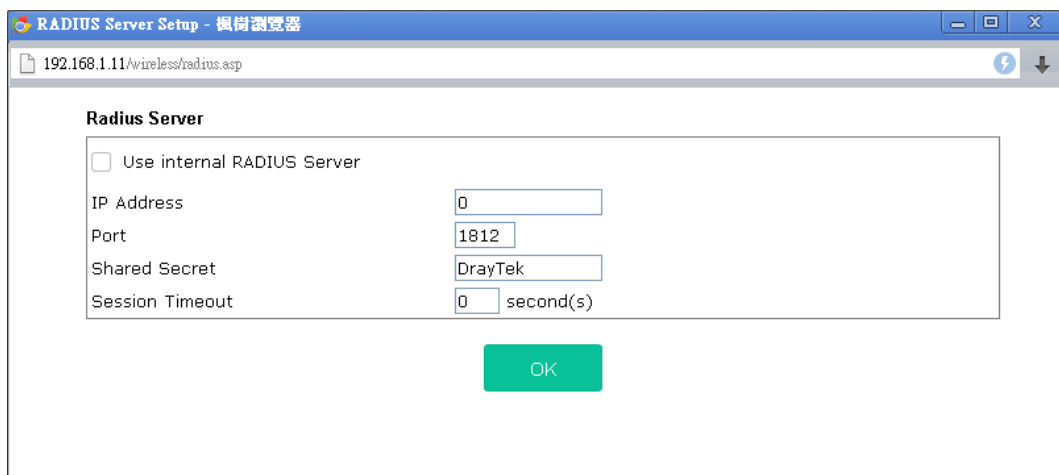 RADIUS Server Setup - 楓樹瀏覽器
192.168.1.11/wireless/radius.asp
Radius Server
Use internal RADIUS Server
IP Address 0
Port 1812
Shared Secret DrayTek
Session Timeout 0 second(s)
OK